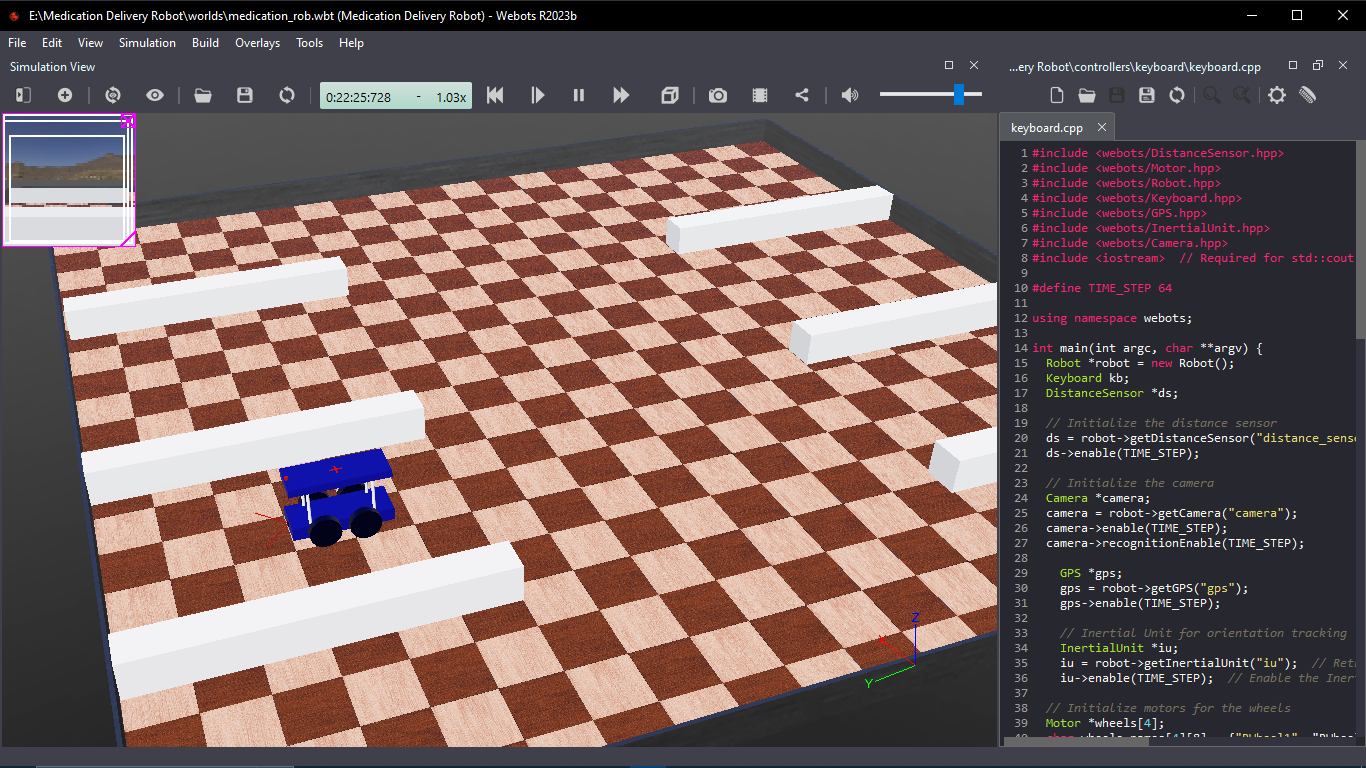 E:\Medication Delivery Robot\worlds\medication_rob.wbt (Medication Delivery Robot) - Webots R2023b
File Edit View Simulation Build Overlays Tools Help
Simulation View
...ery Robot\controllers\keyboard\keyboard.cpp
0:22:25:728 - 1.03x
keyboard.cpp
1 #include <webots/DistanceSensor.hpp>
2 #include <webots/Motor.hpp>
3 #include <webots/Robot.hpp>
4 #include <webots/Keyboard.hpp>
5 #include <webots/GPS.hpp>
6 #include <webots/InertialUnit.hpp>
7 #include <webots/Camera.hpp>
8 #include <iostream>  // Required for std::cout
9
10 #define TIME_STEP 64
11
12 using namespace webots;
13
14 int main(int argc, char **argv) {
15   Robot *robot = new Robot();
16   Keyboard kb;
17   DistanceSensor *ds;
18
19   // Initialize the distance sensor
20   ds = robot->getDistanceSensor("distance_senso
21   ds->enable(TIME_STEP);
22
23   // Initialize the camera
24   Camera *camera;
25   camera = robot->getCamera("camera");
26   camera->enable(TIME_STEP);
27   camera->recognitionEnable(TIME_STEP);
28
29     GPS *gps;
30     gps = robot->getGPS("gps");
31     gps->enable(TIME_STEP);
32
33     // Inertial Unit for orientation tracking
34     InertialUnit *iu;
35     iu = robot->getInertialUnit("iu");  // Retr
36     iu->enable(TIME_STEP);  // Enable the Iner
37
38   // Initialize motors for the wheels
39   Motor *wheels[4];
X
Y
Z